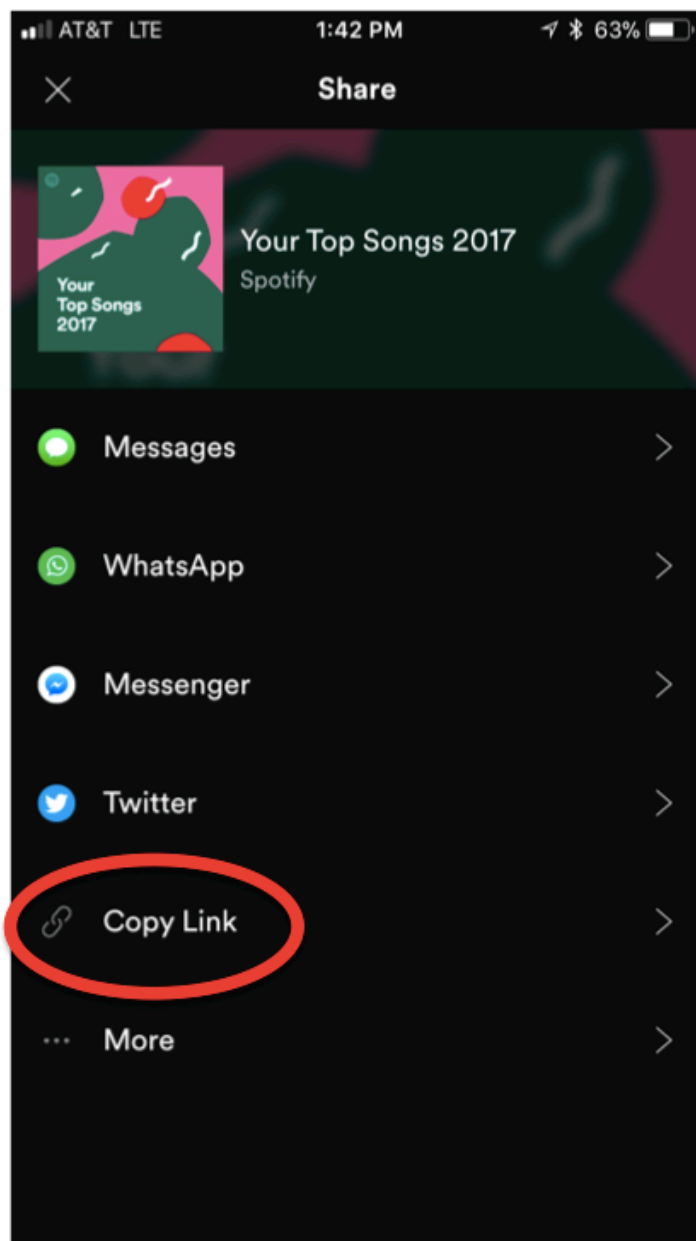 AT&T LTE 1:42 PM 63%
Share
Your Top Songs 2017
Spotify
Your
Top Songs
2017
Messages
WhatsApp
Messenger
Twitter
Copy Link
More